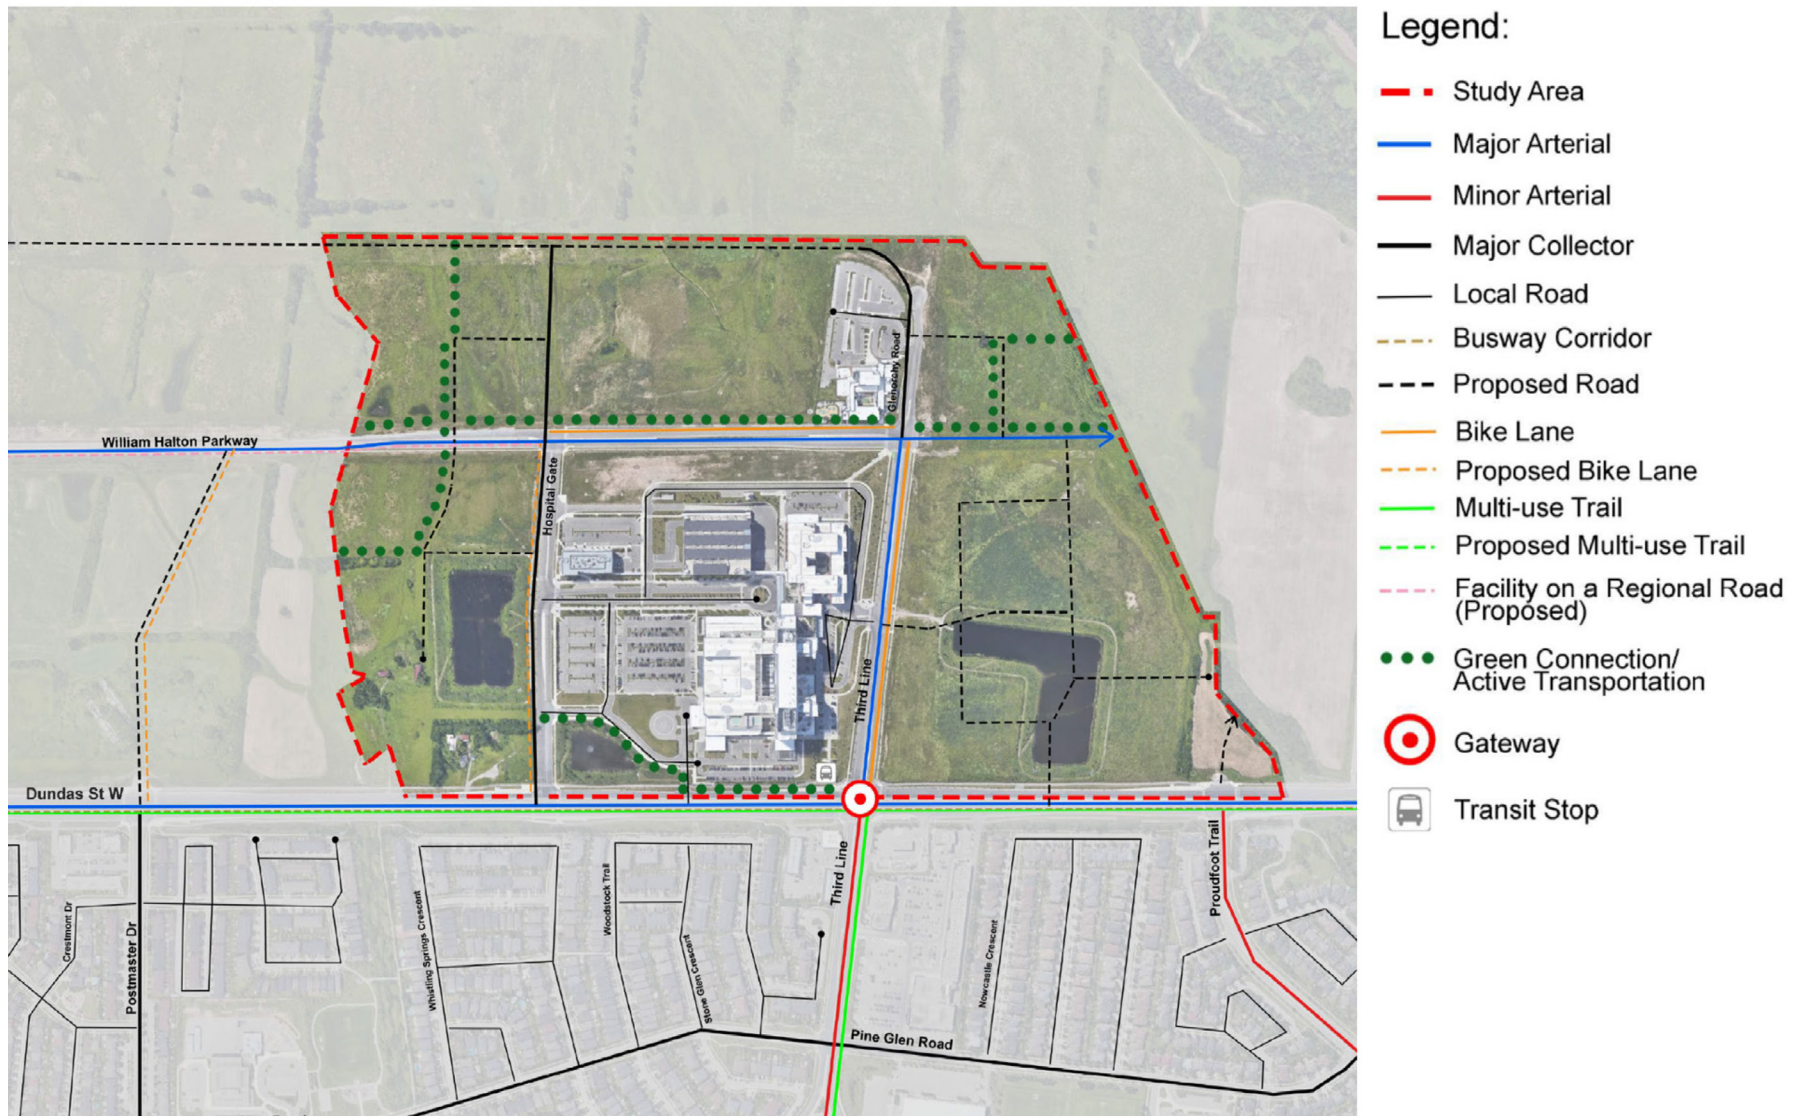 Legend:
Study Area
Major Arterial
Minor Arterial
Major Collector
Local Road
Busway Corridor
Proposed Road
Bike Lane
Proposed Bike Lane
Multi-use Trail
Proposed Multi-use Trail
Facility on a Regional Road
(Proposed)
Green Connection/
Active Transportation
Gateway
Transit Stop
William Halton Parkway
Glenorchy Road
Hospital Gate
Third Line
Dundas St W
Third Line
Proudfoot Trail
Crestmont Dr
Postmaster Dr
Whistling Springs Crescent
Woodstock Trail
Stone Glen Crescent
Newcastle Crescent
Pine Glen Road